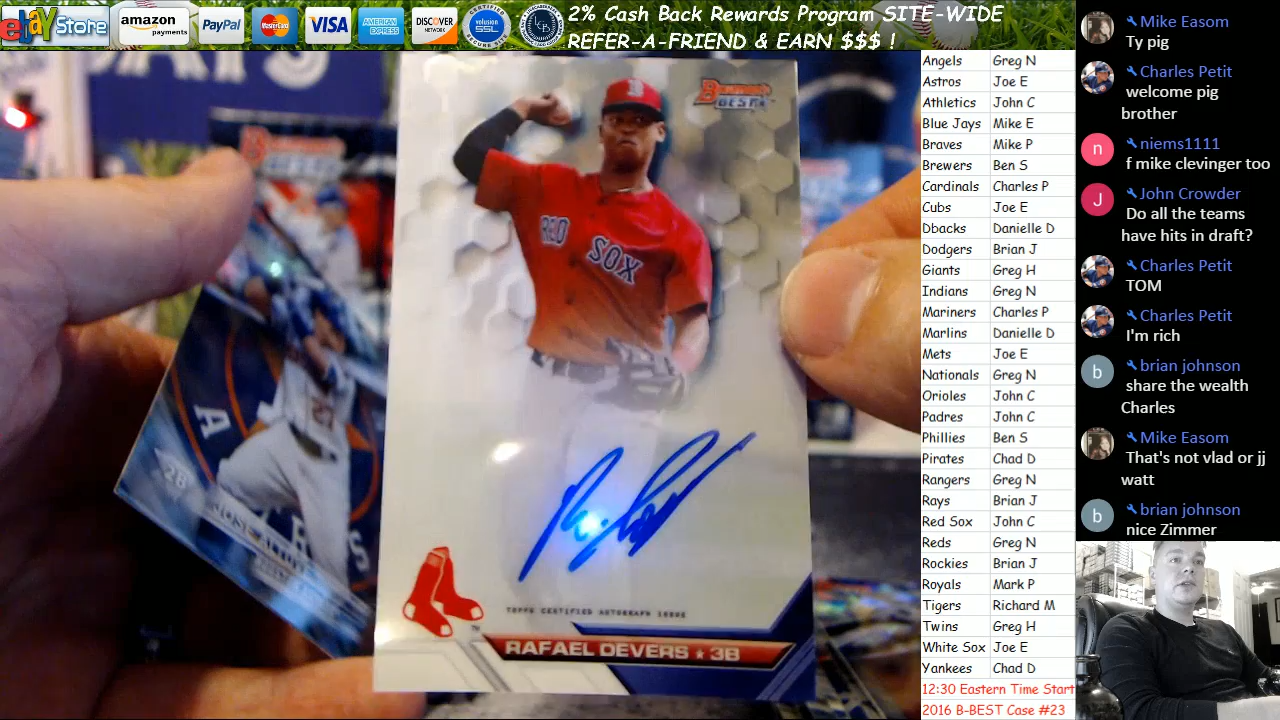 ebay Store
amazon payments
PayPal
MasterCard
VISA
AMERICAN EXPRESS
DISCOVER NETWORK
volusion SSL
2% Cash Back Rewards Program SITE-WIDE
REFER-A-FRIEND & EARN $$$ !
Bowman's BEST
RED SOX
TOPPS CERTIFIED AUTOGRAPH ISSUE
RAFAEL DEVERS ★ 3B
A
2B
Angels Greg N
Astros Joe E
Athletics John C
Blue Jays Mike E
Braves Mike P
Brewers Ben S
Cardinals Charles P
Cubs Joe E
Dbacks Danielle D
Dodgers Brian J
Giants Greg H
Indians Greg N
Mariners Charles P
Marlins Danielle D
Mets Joe E
Nationals Greg N
Orioles John C
Padres John C
Phillies Ben S
Pirates Chad D
Rangers Greg N
Rays Brian J
Red Sox John C
Reds Greg N
Rockies Brian J
Royals Mark P
Tigers Richard M
Twins Greg H
White Sox Joe E
Yankees Chad D
12:30 Eastern Time Start
2016 B-BEST Case #23
Mike Easom
Ty pig
Charles Petit
welcome pig
brother
n
niems1111
f mike clevinger too
J
John Crowder
Do all the teams
have hits in draft?
Charles Petit
TOM
Charles Petit
I'm rich
b
brian johnson
share the wealth
Charles
Mike Easom
That's not vlad or jj
watt
b
brian johnson
nice Zimmer